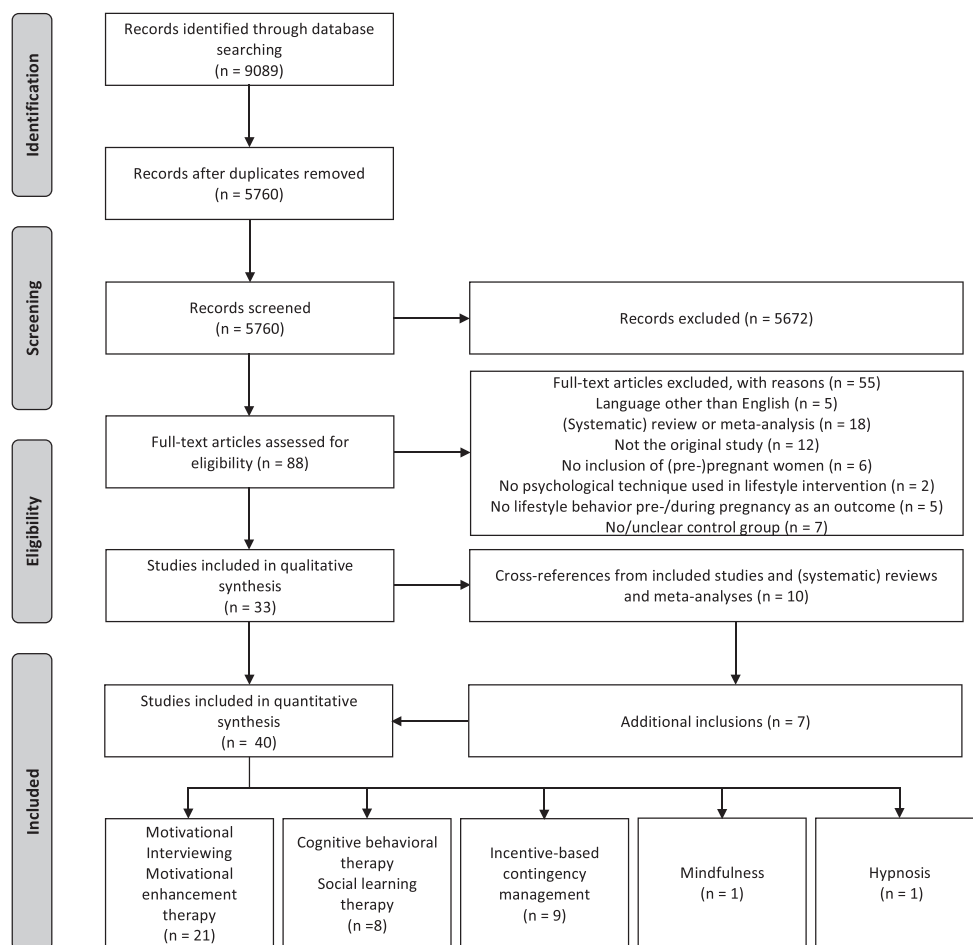 Identification
Records identified through database
searching
(n = 9089)
Records after duplicates removed
(n = 5760)
Screening
Records screened
(n = 5760)
Records excluded (n = 5672)
Eligibility
Full-text articles assessed for
eligibility (n = 88)
Full-text articles excluded, with reasons (n = 55)
Language other than English (n = 5)
(Systematic) review or meta-analysis (n = 18)
Not the original study (n = 12)
No inclusion of (pre-)pregnant women (n = 6)
No psychological technique used in lifestyle intervention (n = 2)
No lifestyle behavior pre-/during pregnancy as an outcome (n = 5)
No/unclear control group (n = 7)
Studies included in qualitative
synthesis
(n = 33)
Cross-references from included studies and (systematic) reviews
and meta-analyses (n = 10)
Included
Studies included in quantitative
synthesis
(n =  40)
Additional inclusions (n = 7)
Motivational
Interviewing
Motivational
enhancement
therapy
(n = 21)
Cognitive behavioral
therapy
Social learning
therapy
(n =8)
Incentive-based
contingency
management
(n = 9)
Mindfulness
(n = 1)
Hypnosis
(n = 1)